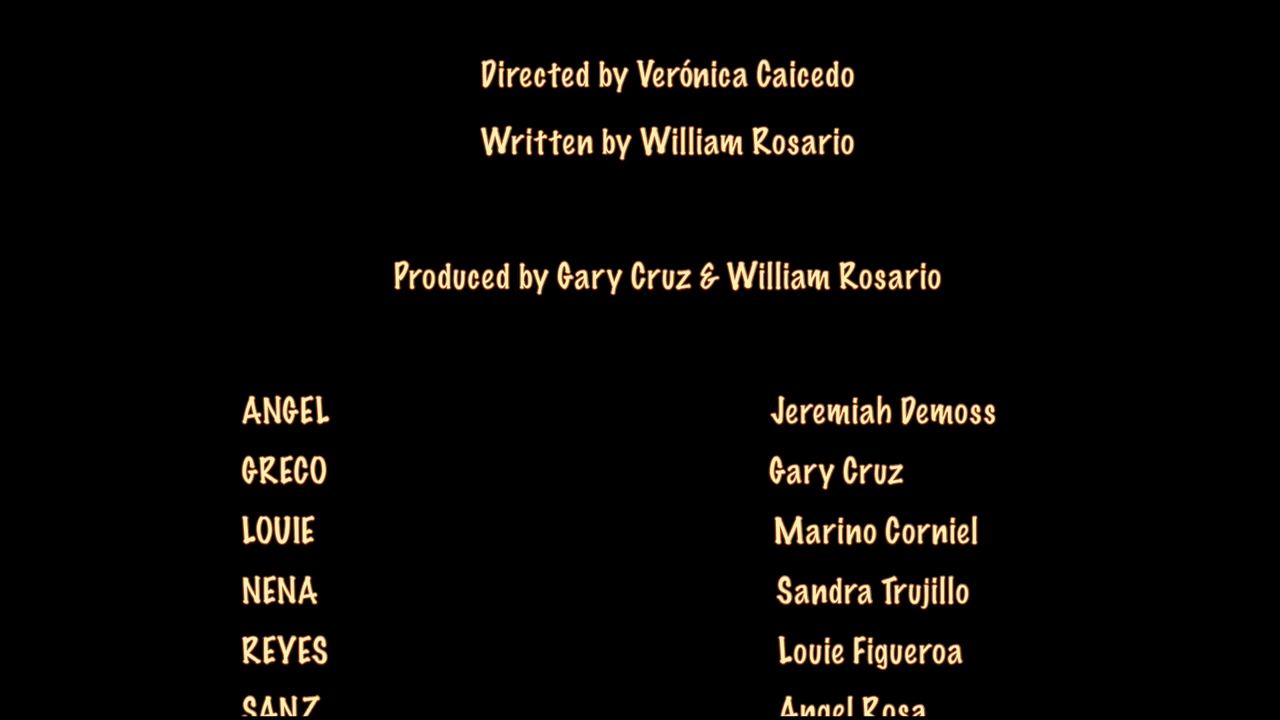 Directed by Verónica Caicedo
Written by William Rosario
Produced by Gary Cruz & William Rosario
ANGEL Jeremiah Demoss
GRECO Gary Cruz
LOUIE Marino Corniel
NENA Sandra Trujillo
REYES Louie Figueroa
SANZ Angel Rosa